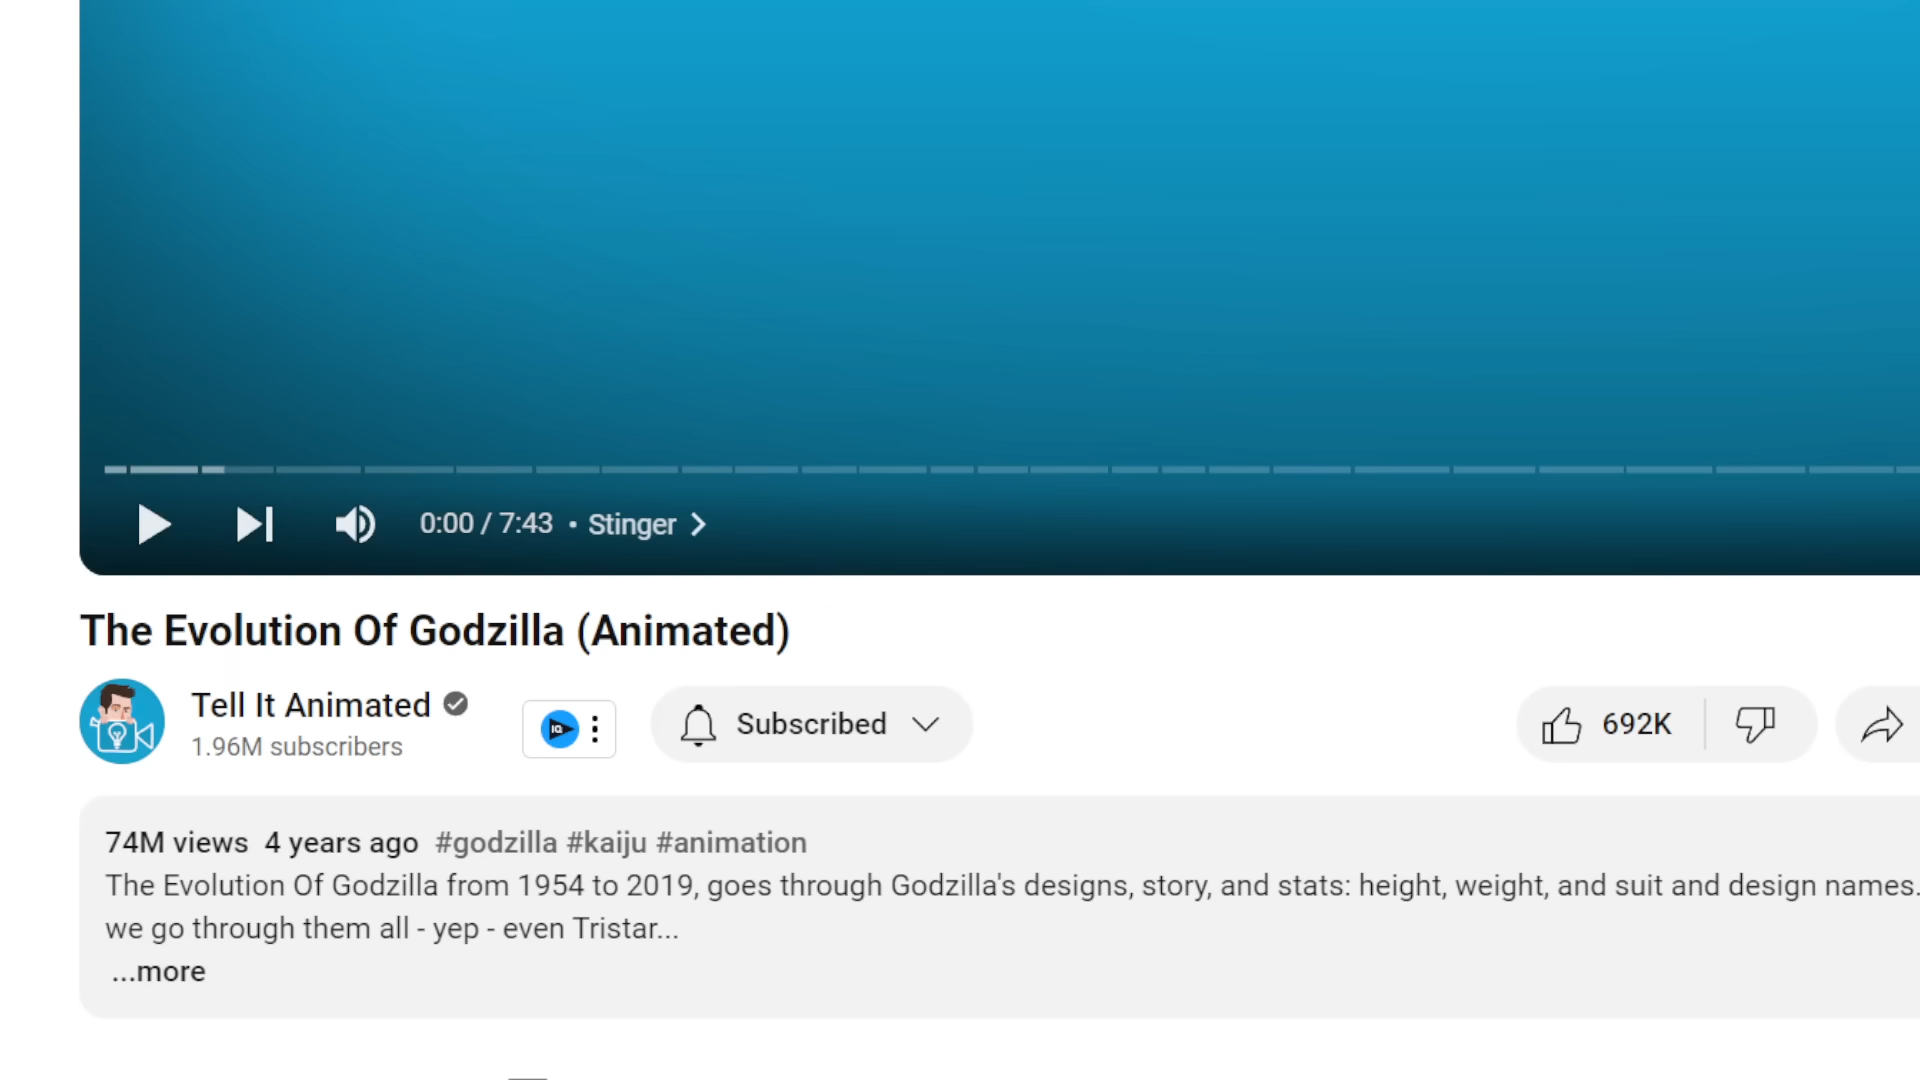 0:00 / 7:43 • Stinger
The Evolution Of Godzilla (Animated)
Tell It Animated
1.96M subscribers
IQ
Subscribed
692K
74M views 4 years ago #godzilla #kaiju #animation
The Evolution Of Godzilla from 1954 to 2019, goes through Godzilla's designs, story, and stats: height, weight, and suit and design names.
we go through them all - yep - even Tristar...
...more